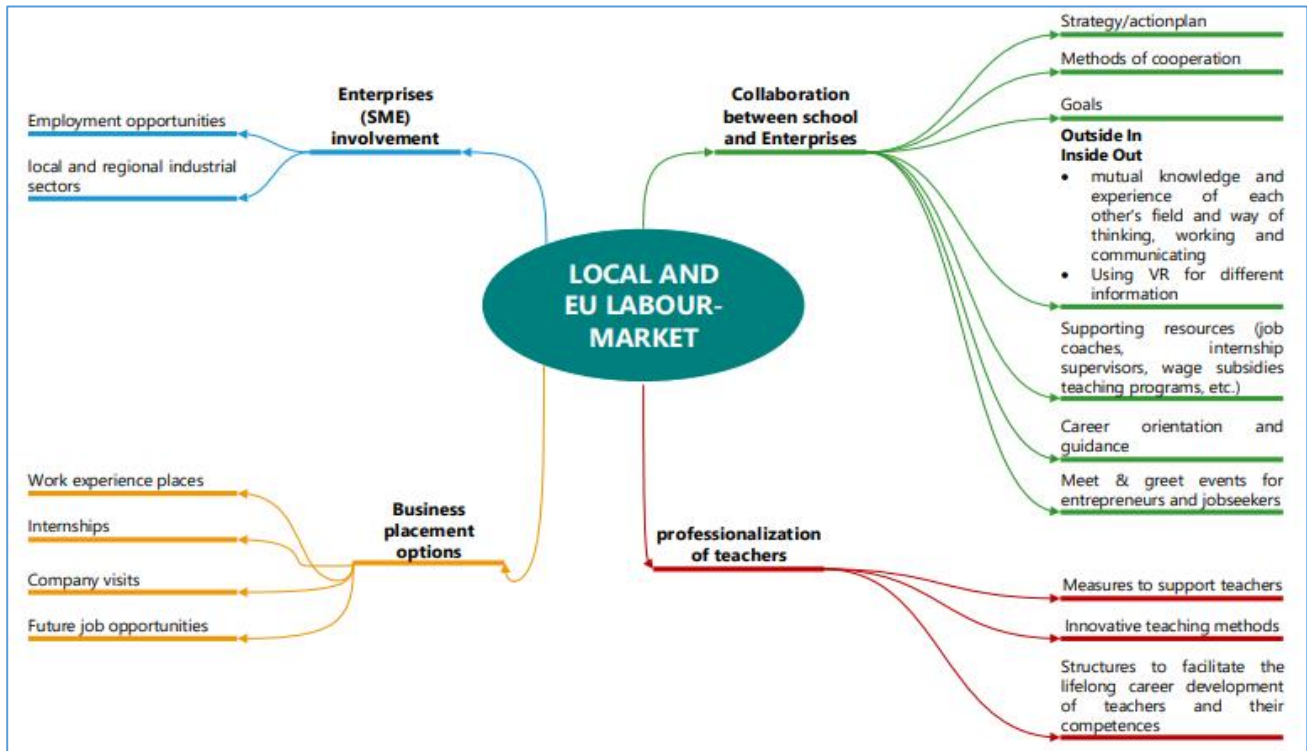 LOCAL AND
EU LABOUR-
MARKET
Enterprises
(SME)
involvement
Employment opportunities
local and regional industrial
sectors
Collaboration
between school
and Enterprises
Strategy/actionplan
Methods of cooperation
Goals
Outside In
Inside Out
• mutual knowledge and
experience of each
other's field and way of
thinking, working and
communicating
• Using VR for different
information
Supporting resources (job
coaches, internship
supervisors, wage subsidies
teaching programs, etc.)
Career orientation and
guidance
Meet & greet events for
entrepreneurs and jobseekers
Business
placement
options
Work experience places
Internships
Company visits
Future job opportunities
professionalization
of teachers
Measures to support teachers
Innovative teaching methods
Structures to facilitate the
lifelong career development
of teachers and their
competences